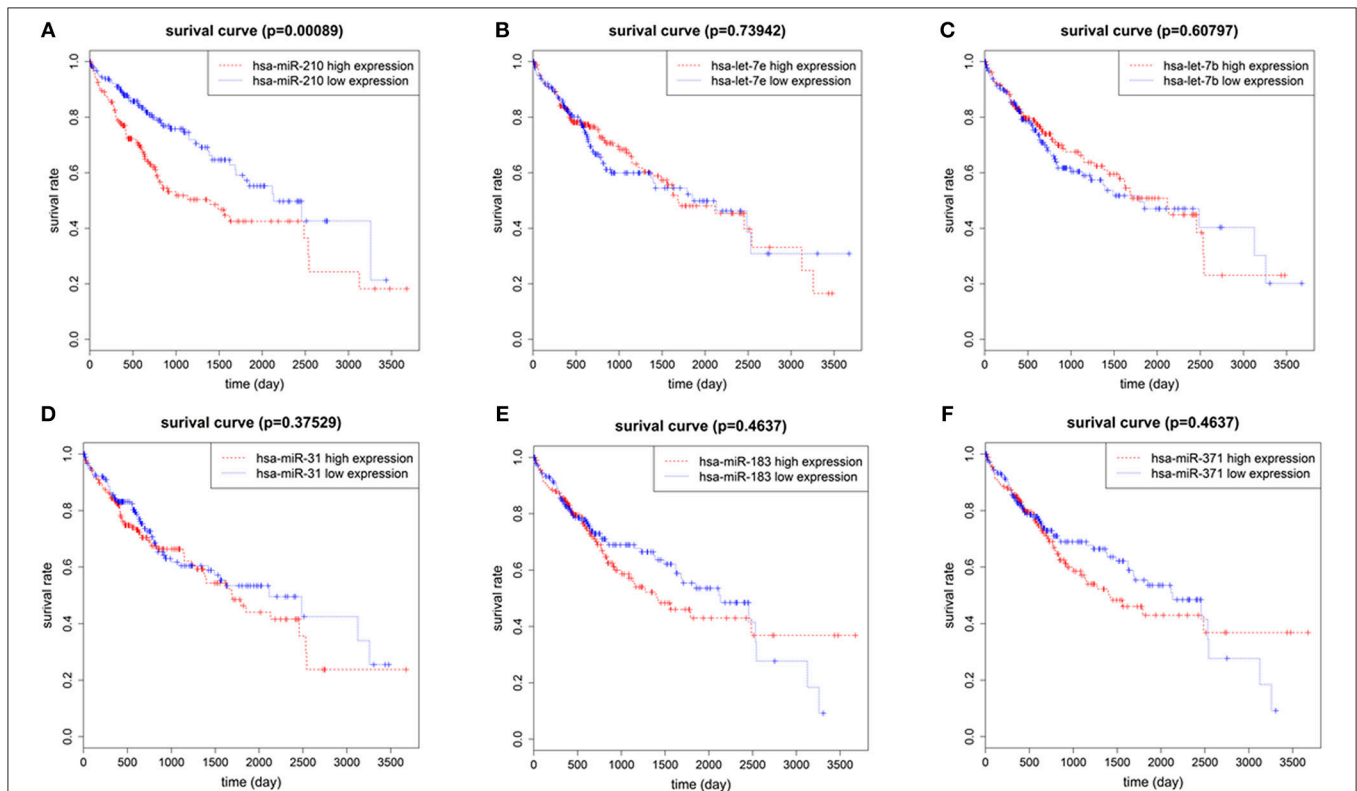 A
surival curve (p=0.00089)
hsa-miR-210 high expression
hsa-miR-210 low expression
surival rate
0.0 0.2 0.4 0.6 0.8 1.0
0 500 1000 1500 2000 2500 3000 3500
time (day)
B
surival curve (p=0.73942)
hsa-let-7e high expression
hsa-let-7e low expression
surival rate
0.0 0.2 0.4 0.6 0.8 1.0
0 500 1000 1500 2000 2500 3000 3500
time (day)
C
surival curve (p=0.60797)
hsa-let-7b high expression
hsa-let-7b low expression
surival rate
0.0 0.2 0.4 0.6 0.8 1.0
0 500 1000 1500 2000 2500 3000 3500
time (day)
D
surival curve (p=0.37529)
hsa-miR-31 high expression
hsa-miR-31 low expression
surival rate
0.0 0.2 0.4 0.6 0.8 1.0
0 500 1000 1500 2000 2500 3000 3500
time (day)
E
surival curve (p=0.4637)
hsa-miR-183 high expression
hsa-miR-183 low expression
surival rate
0.0 0.2 0.4 0.6 0.8 1.0
0 500 1000 1500 2000 2500 3000 3500
time (day)
F
surival curve (p=0.4637)
hsa-miR-371 high expression
hsa-miR-371 low expression
surival rate
0.0 0.2 0.4 0.6 0.8 1.0
0 500 1000 1500 2000 2500 3000 3500
time (day)